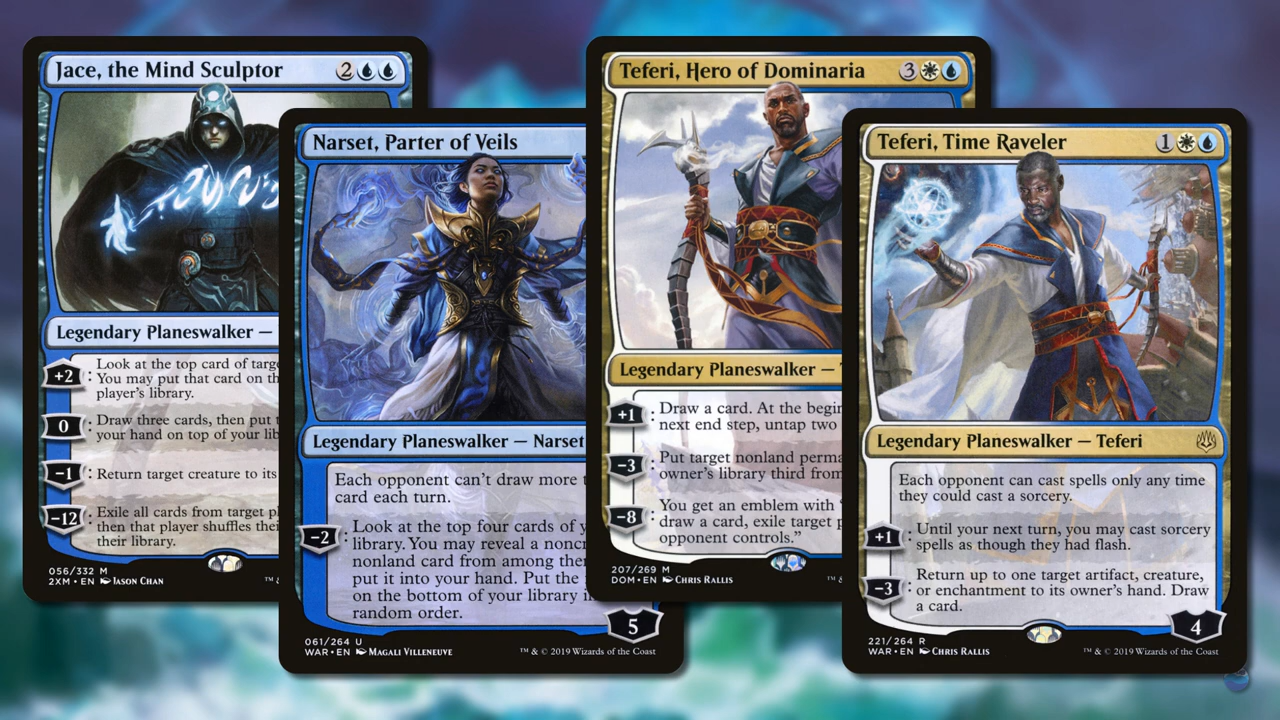 Jace, the Mind Sculptor 2
Legendary Planeswalker —
+2: Look at the top card of targe
You may put that card on th
player's library.
0: Draw three cards, then put t
your hand on top of your lib
−1: Return target creature to its
−12: Exile all cards from target pl
then that player shuffles thei
their library.
056/332 M
2XM • EN Jason Chan ™ &
Narset, Parter of Veils
Legendary Planeswalker — Narset
Each opponent can't draw more t
card each turn.
−2: Look at the top four cards of y
library. You may reveal a noncr
nonland card from among then
put it into your hand. Put the
on the bottom of your library i
random order.
5
061/264 U
WAR • EN Magali Villeneuve ™ & © 2019 Wizards of the Coast
Teferi, Hero of Dominaria 3
Legendary Planeswalker —
+1: Draw a card. At the begin
next end step, untap two
−3: Put target nonland perma
owner's library third from
−8: You get an emblem with “
draw a card, exile target p
opponent controls.”
207/269 M
DOM • EN Chris Rallis ™ &
Teferi, Time Raveler 1
Legendary Planeswalker — Teferi
Each opponent can cast spells only any time
they could cast a sorcery.
+1: Until your next turn, you may cast sorcery
spells as though they had flash.
−3: Return up to one target artifact, creature,
or enchantment to its owner's hand. Draw
a card.
4
221/264 R
WAR • EN Chris Rallis ™ & © 2019 Wizards of the Coast